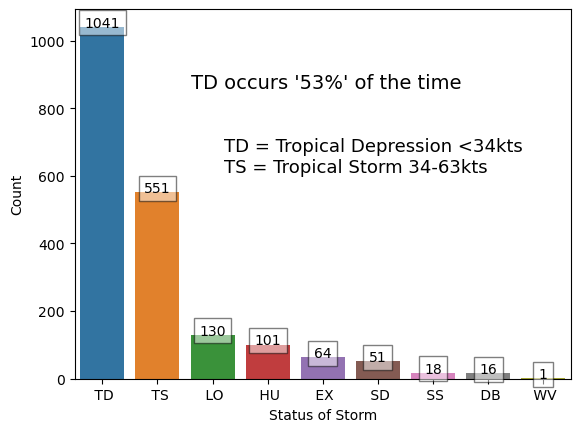 1041
1000
TD occurs '53%' of the time
800
TD = Tropical Depression <34kts
TS = Tropical Storm 34-63kts
600
551
Count
400
200
130
101
64
51
18
16
1
0
TD TS LO HU EX SD SS DB WV
Status of Storm